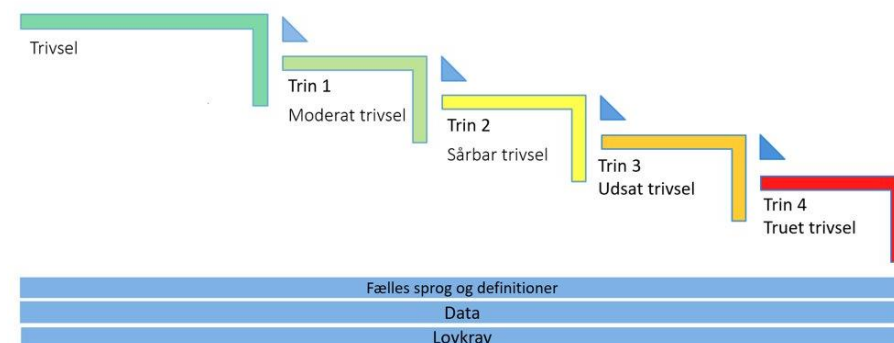 Trivsel
Trin 1
Moderat trivsel
Trin 2
Sårbar trivsel
Trin 3
Udsat trivsel
Trin 4
Truet trivsel
Fælles sprog og definitioner
Data
Lovkrav